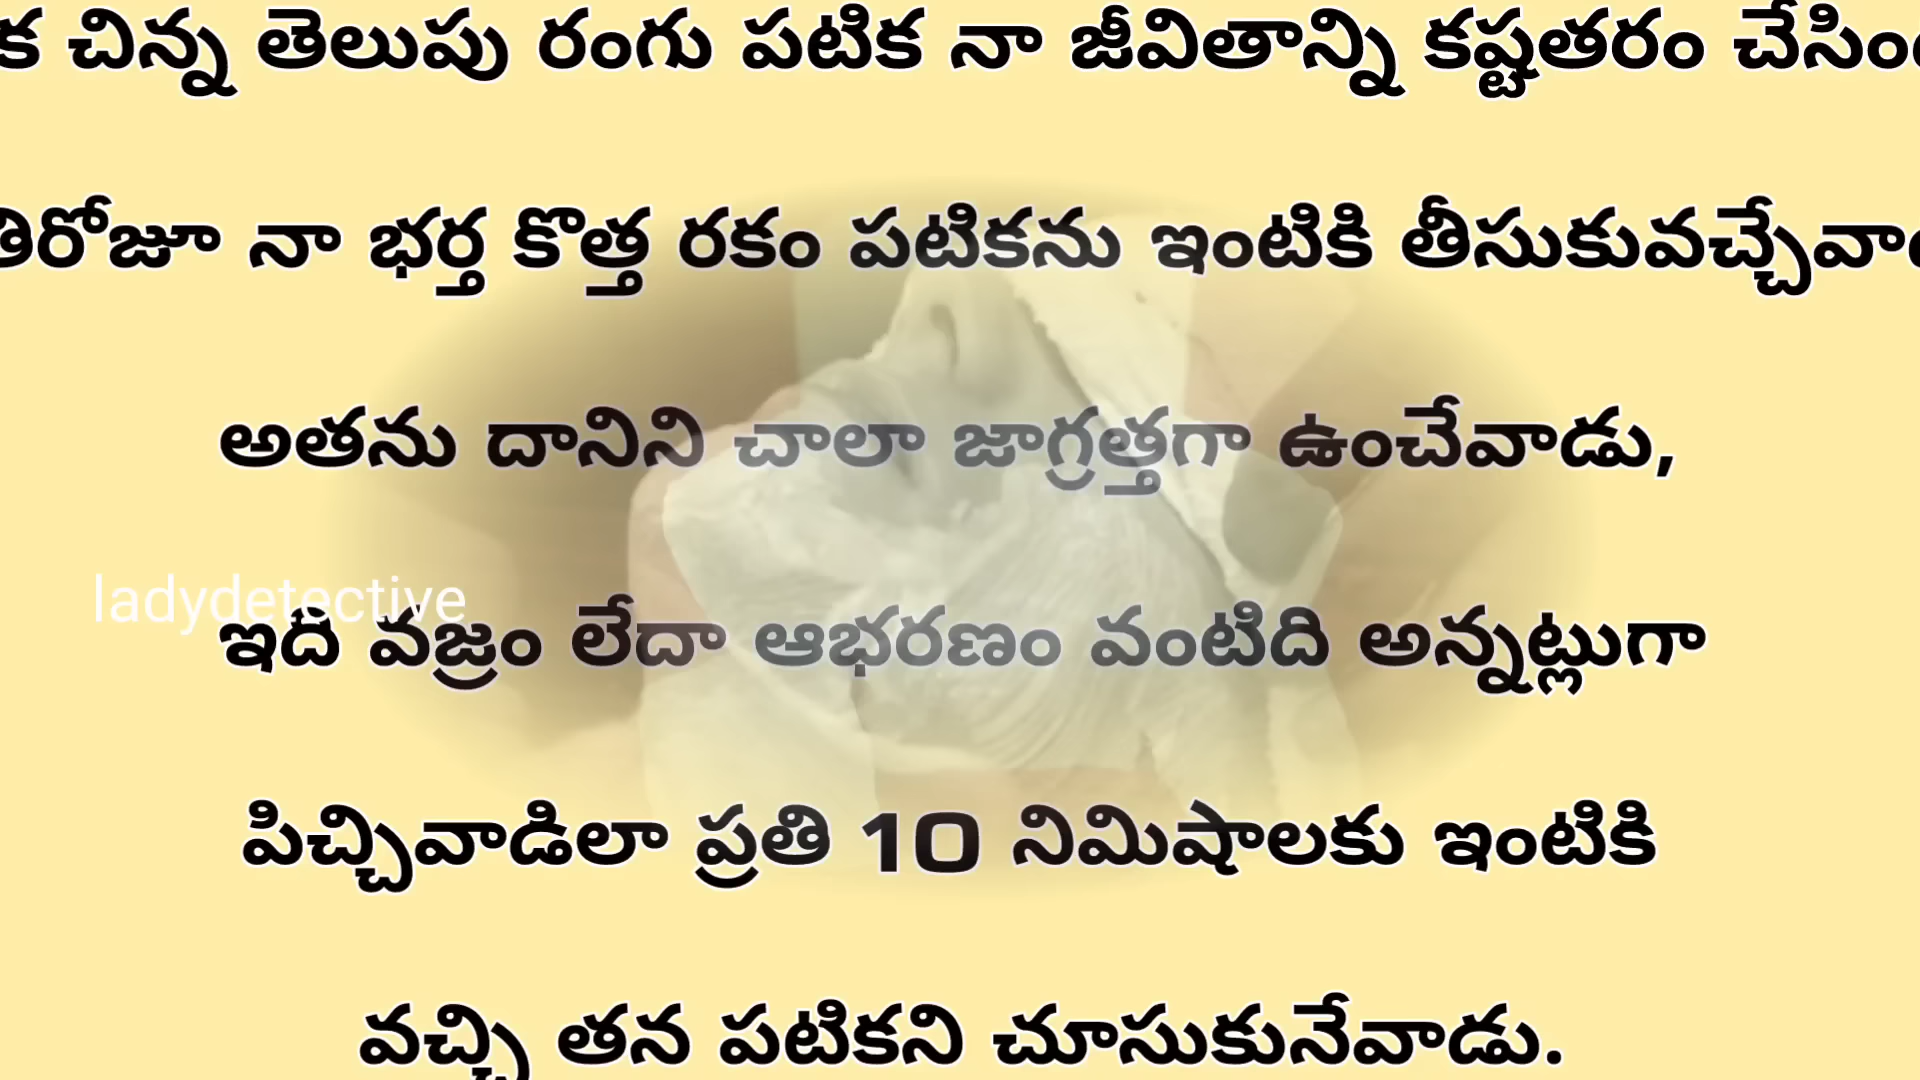 చిన్న తెలుపు రంగు పటిక నా జీవితాన్ని కష్టతరం
నా భర్త కొత్త రకం పటికను ఇంటికి
అతను దానిని చాలా జాగ్రత్తగా ఉంచేవాడు,
ladydetective
ఇది వజ్రం లేదా ఆభరణం వంటిది అన్నట్లుగా
పిచ్చివాడిలా ప్రతి 10 నిమిషాలకు ఇంటికి
వచ్చి తన పటికని చూసుకునేవాడు.